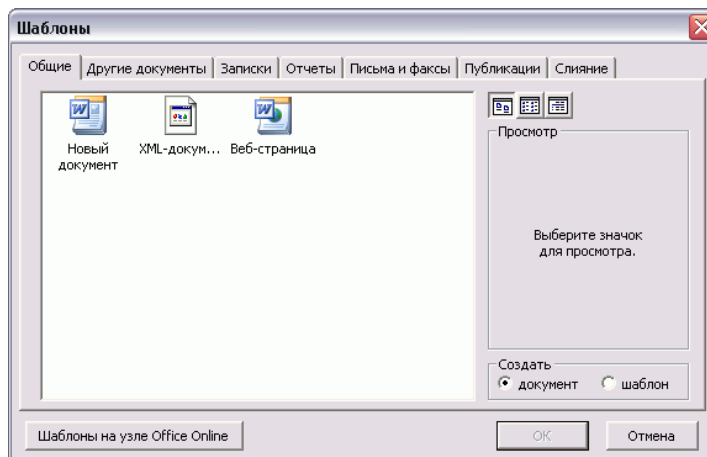 Шаблоны
Общие Другие документы Записки Отчеты Письма и факсы Публикации Слияние
Новый документ
XML-докум...
Веб-страница
Просмотр
Выберите значок
для просмотра.
Создать
документ шаблон
Шаблоны на узле Office Online ОК Отмена